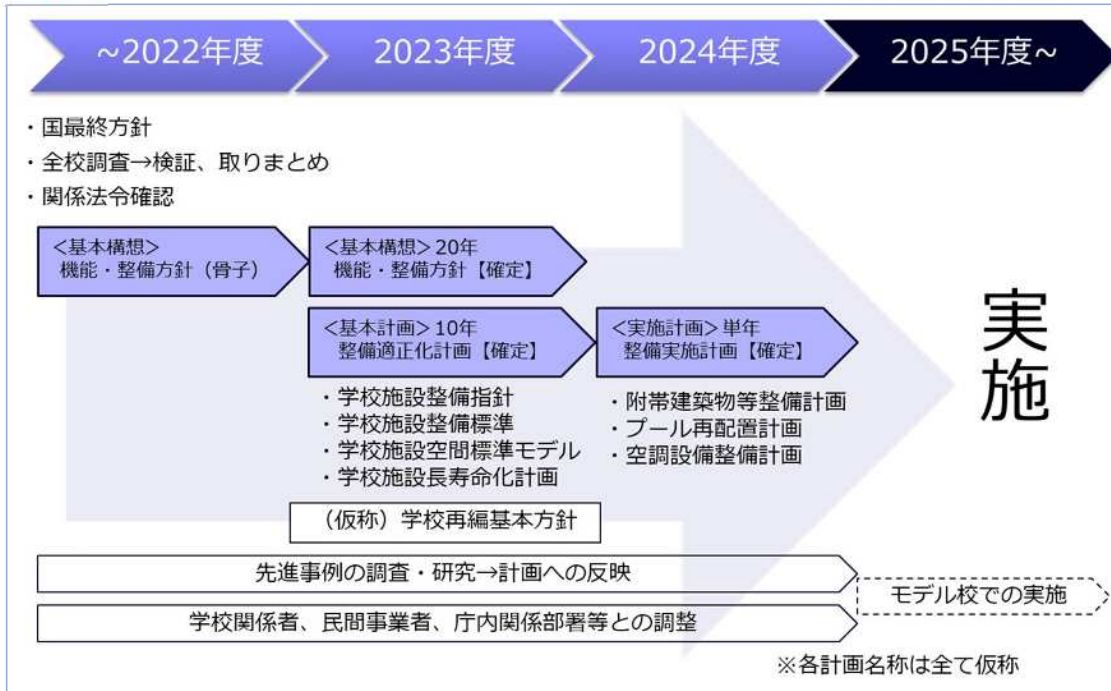 ~2022年度
2023年度
2024年度
2025年度~
・国最終方針
・全校調査→検証、取りまとめ
・関係法令確認
<基本構想>
機能・整備方針（骨子）
<基本構想>20年
機能・整備方針【確定】
<基本計画>10年
整備適正化計画【確定】
<実施計画>単年
整備実施計画【確定】
・学校施設整備指針
・学校施設整備標準
・学校施設空間標準モデル
・学校施設長寿命化計画
・附帯建築物等整備計画
・プール再配置計画
・空調設備整備計画
実施
（仮称）学校再編基本方針
先進事例の調査・研究→計画への反映
学校関係者、民間事業者、庁内関係部署等との調整
モデル校での実施
※各計画名称は全て仮称